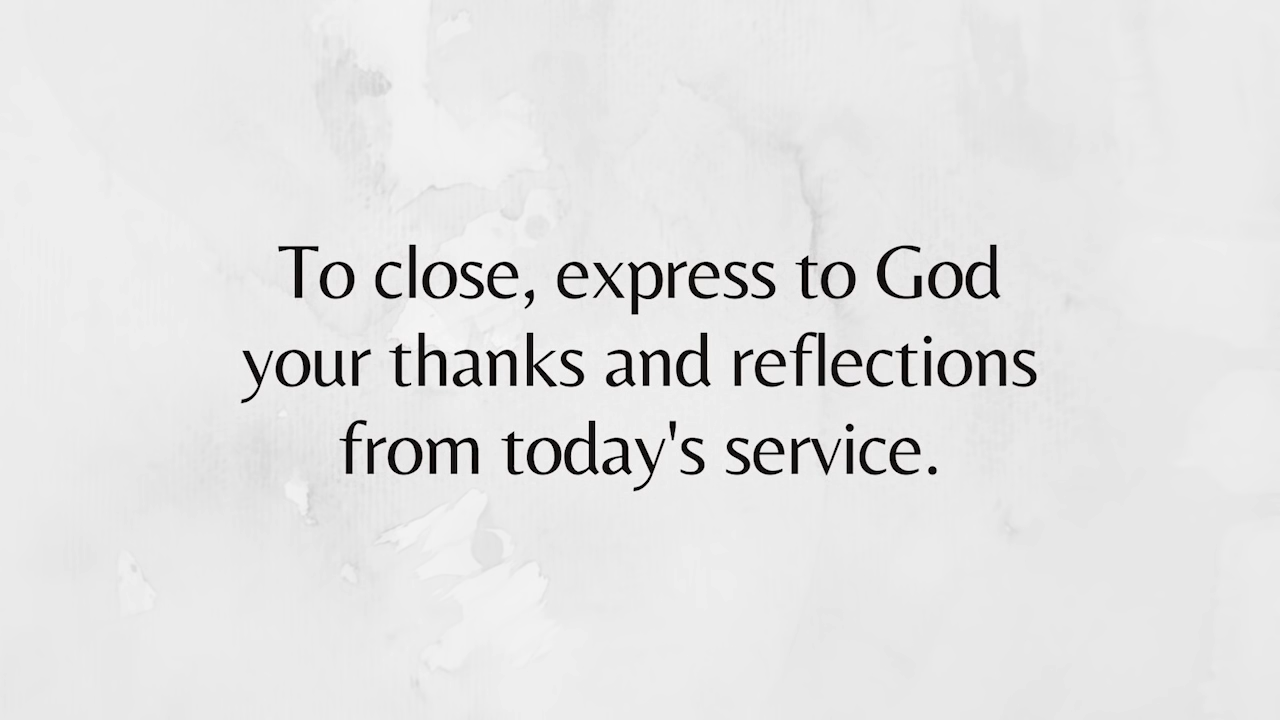 To close, express to God
your thanks and reflections
from today's service.